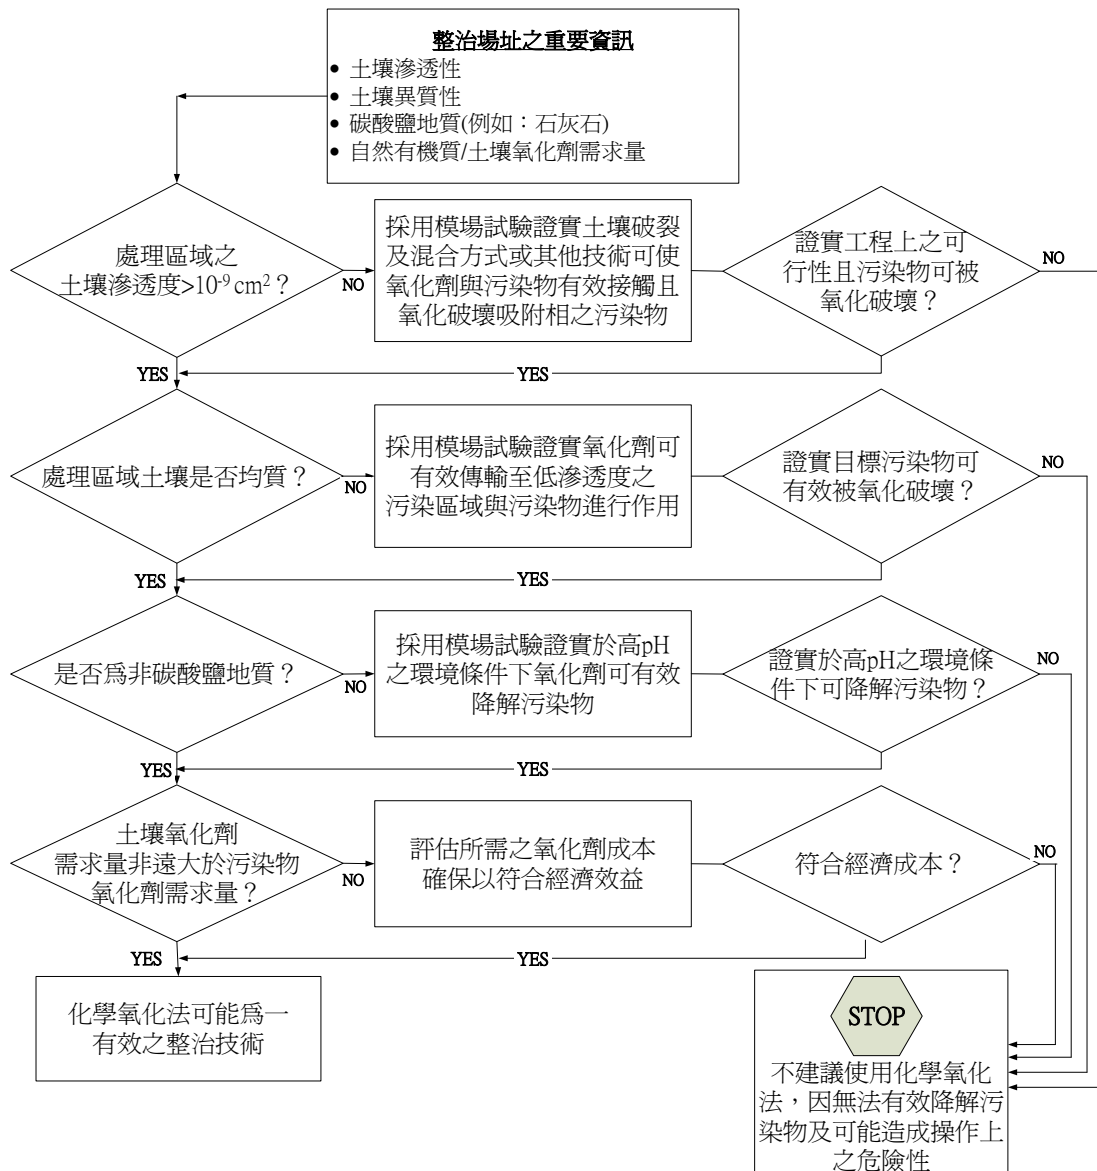 整治場址之重要資訊
• 土壤滲透性
• 土壤異質性
• 碳酸鹽地質(例如：石灰石)
• 自然有機質/土壤氧化劑需求量
處理區域之
土壤滲透度>10⁻⁹ cm²？
NO
採用模場試驗證實土壤破裂
及混合方式或其他技術可使
氧化劑與污染物有效接觸且
氧化破壞吸附相之污染物
證實工程上之可
行性且污染物可被
氧化破壞？
NO
YES
YES
處理區域土壤是否均質？
NO
採用模場試驗證實氧化劑可
有效傳輸至低滲透度之
污染區域與污染物進行作用
證實目標污染物可
有效被氧化破壞？
NO
YES
YES
是否爲非碳酸鹽地質？
NO
採用模場試驗證實於高pH
之環境條件下氧化劑可有效
降解污染物
證實於高pH之環境條
件下可降解污染物？
NO
YES
YES
土壤氧化劑
需求量非遠大於污染物
氧化劑需求量？
NO
評估所需之氧化劑成本
確保以符合經濟效益
符合經濟成本？
NO
YES
YES
化學氧化法可能爲一
有效之整治技術
STOP
不建議使用化學氧化
法，因無法有效降解污
染物及可能造成操作上
之危險性